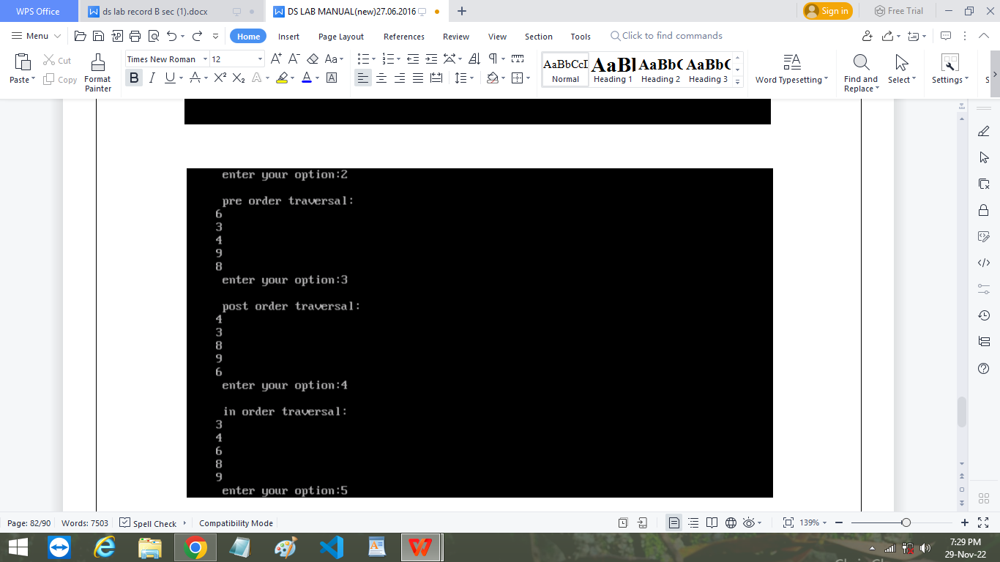 WPS Office
ds lab record B sec (1).docx
DS LAB MANUAL(new)27.06.2016
Sign in
Free Trial
Menu
Home
Insert
Page Layout
References
Review
View
Section
Tools
Click to find commands
Paste
Cut
Copy
Format
Painter
Times New Roman
12
B I U A X² X₂ A A A
AaBbCcD
Normal
AaBl
Heading 1
AaBbC
Heading 2
AaBbC
Heading 3
Word Typesetting
Find and
Replace
Select
Settings
S
enter your option:2
pre order traversal:
6
3
4
9
8
enter your option:3
post order traversal:
4
3
8
9
6
enter your option:4
in order traversal:
3
4
6
8
9
enter your option:5
Page: 82/90
Words: 7503
Spell Check
Compatibility Mode
139%
7:29 PM
29-Nov-22